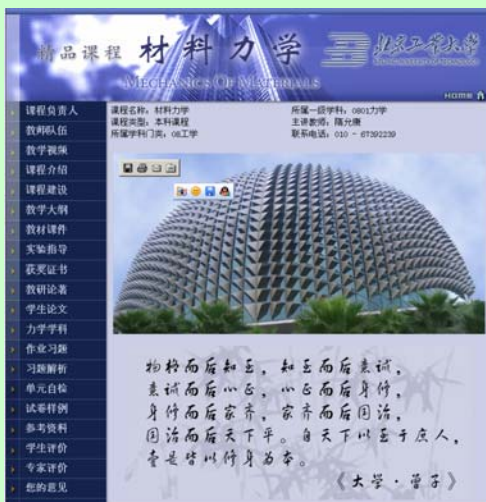 精品课程 材料力学 北京工业大学
MECHANICS OF MATERIALS
HOME
课程名称：材料力学 所属一级学科：0801力学
课程类型：本科课程 主讲教师：隋允康
所属学科门类：08工学 联系电话：010 - 67392239
课程负责人
教师队伍
教学视频
课程介绍
课程建设
教学大纲
教材课件
实验指导
获奖证书
教研论著
学生论文
力学学科
作业习题
习题解析
单元自检
试卷样例
参考资料
学生评价
专家评价
您的意见
物格而后知至，知至而后意诚，
意诚而后心正，心正而后身修，
身修而后家齐，家齐而后国治，
国治而后天下平。自天下以至于庶人，
壹是皆以修身为本。
《大学·曾子》